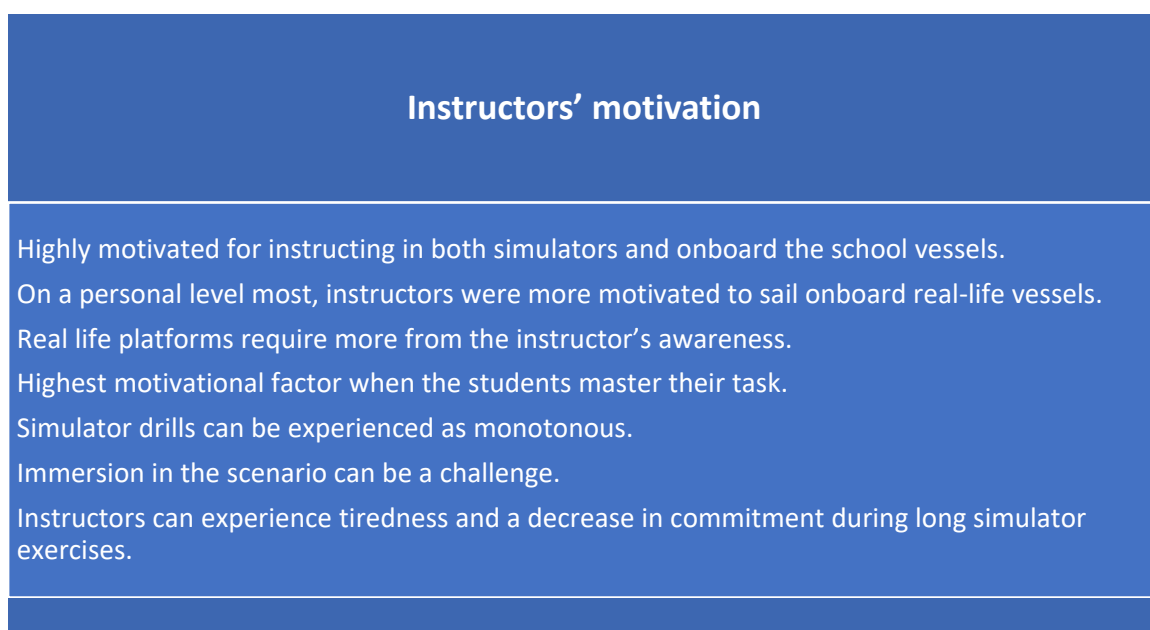 Instructors’ motivation
Highly motivated for instructing in both simulators and onboard the school vessels.
On a personal level most, instructors were more motivated to sail onboard real-life vessels.
Real life platforms require more from the instructor’s awareness.
Highest motivational factor when the students master their task.
Simulator drills can be experienced as monotonous.
Immersion in the scenario can be a challenge.
Instructors can experience tiredness and a decrease in commitment during long simulator
exercises.